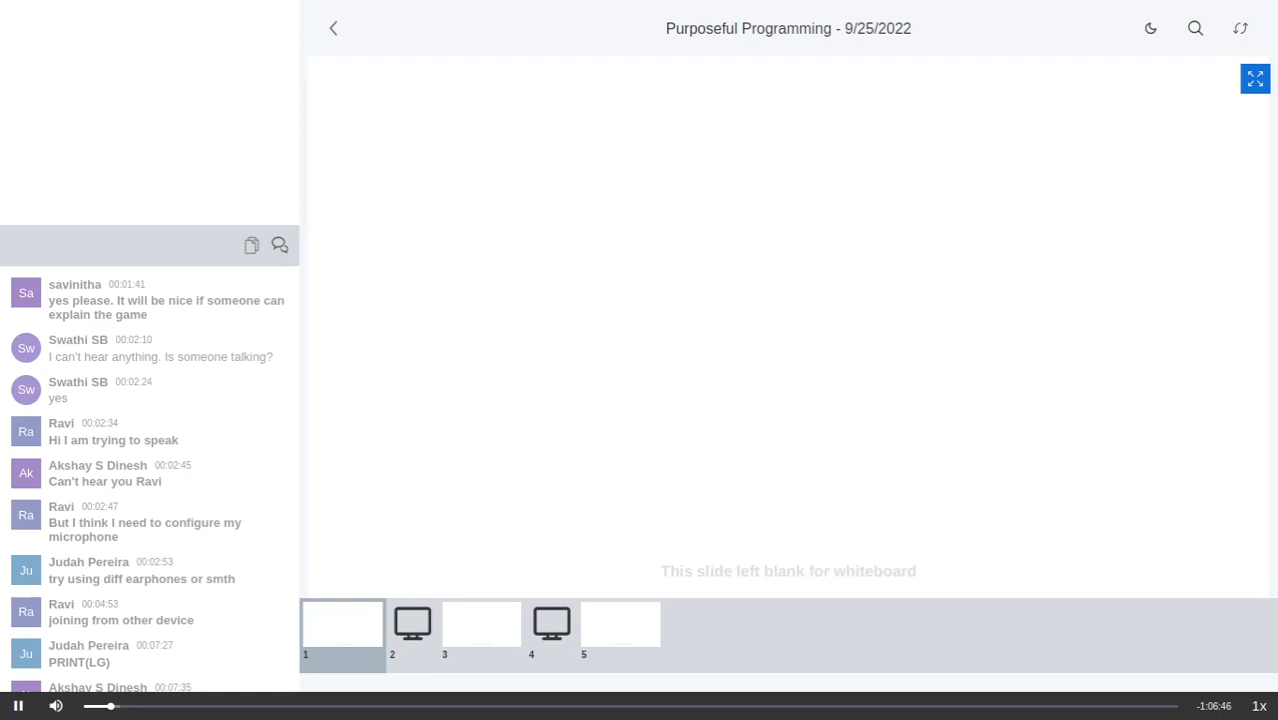 Purposeful Programming - 9/25/2022
Sa
savinitha 00:01:41
yes please. It will be nice if someone can
explain the game
Sw
Swathi SB 00:02:10
I can't hear anything. Is someone talking?
Sw
Swathi SB 00:02:24
yes
Ra
Ravi 00:02:34
Hi I am trying to speak
Ak
Akshay S Dinesh 00:02:45
Can't hear you Ravi
Ra
Ravi 00:02:47
But I think I need to configure my
microphone
Ju
Judah Pereira 00:02:53
try using diff earphones or smth
Ra
Ravi 00:04:53
joining from other device
Ju
Judah Pereira 00:07:27
PRINT(LG)
Akshay S Dinesh 00:07:35
This slide left blank for whiteboard
1
2
3
4
5
-1:06:46
1x